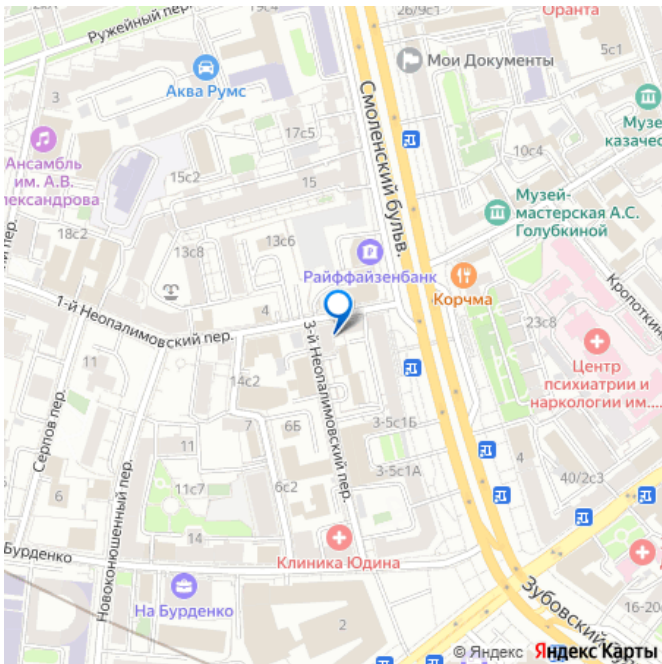 19с4
26/9с1
Оранта
Ружейный пер.
5с1
Мои Документы
Аква Румс
3
Смоленский бульв.
17с5
Музе
казачес
10с4
Ансамбль
им. А.В.
лександрова
15с2
15
Музей-
мастерская А.С.
Голубкиной
18с2
пер.
13с8
13с6
Райффайзенбанк
Корчма
Кропоткин
1-й Неопалимовский пер.
4
3-й Неопалимовский пер.
23с8
11
Центр
психиатрии и
наркологии им....
14с2
Серпов пер.
7
6Б
3-5с1Б
11
3-5с1А
4
40/2с3
6
11с7
6с2
Новоконюшенный пер.
14
Бурденко
Клиника Юдина
На Бурденко
Зубовский
16-20
2
© Яндекс Яндекс Карты